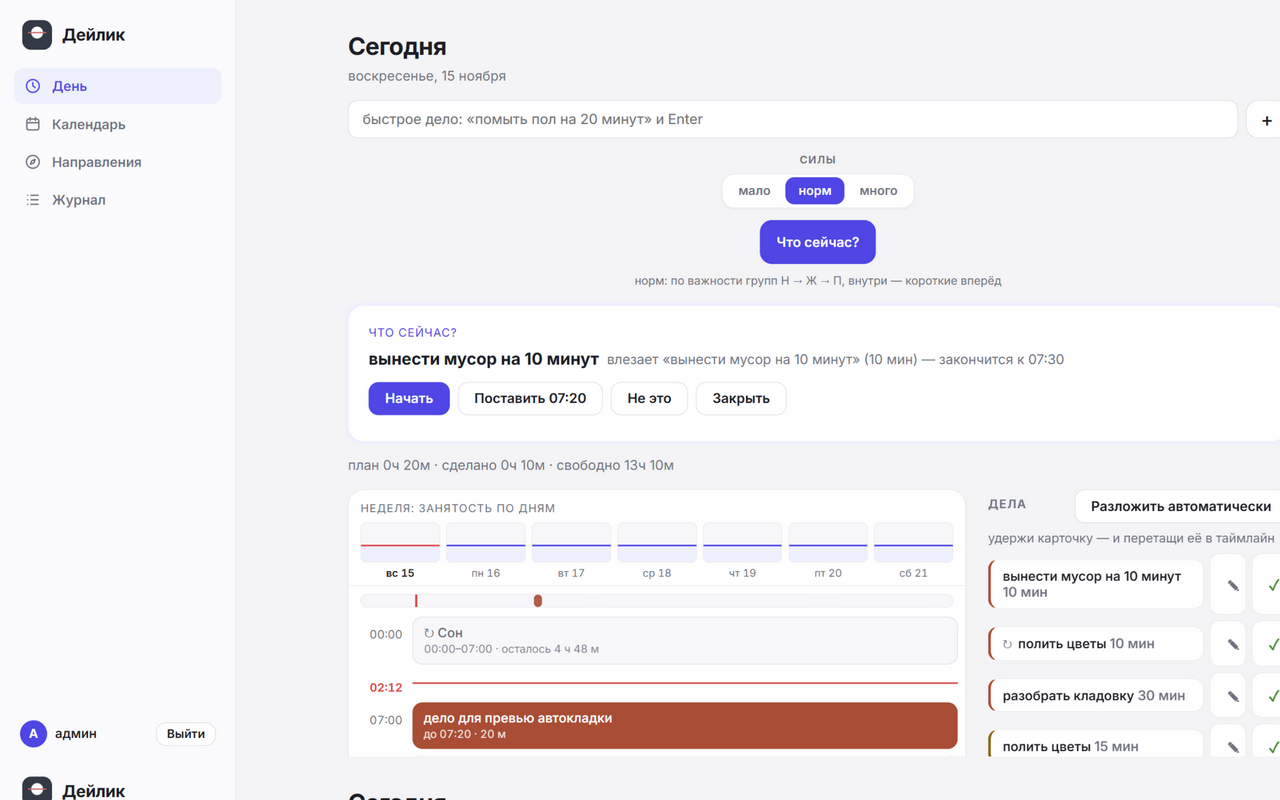 Дейлик
День
Календарь
Направления
Журнал
А
админ
Выйти
Дейлик
Сегодня
воскресенье, 15 ноября
быстрое дело: «помыть пол на 20 минут» и Enter
+
СИЛЫ
мало
норм
много
Что сейчас?
норм: по важности групп Н → Ж → П, внутри — короткие вперёд
ЧТО СЕЙЧАС?
вынести мусор на 10 минут влезает «вынести мусор на 10 минут» (10 мин) — закончится к 07:30
Начать
Поставить 07:20
Не это
Закрыть
план 0ч 20м · сделано 0ч 10м · свободно 13ч 10м
НЕДЕЛЯ: ЗАНЯТОСТЬ ПО ДНЯМ
вс 15
пн 16
вт 17
ср 18
чт 19
пт 20
сб 21
00:00
↻ Сон
00:00–07:00 · осталось 4 ч 48 м
02:12
07:00
дело для превью автокладки
до 07:20 · 20 м
ДЕЛА
Разложить автоматически
удержи карточку — и перетащи её в таймлайн
вынести мусор на 10 минут
10 мин
↻ полить цветы 10 мин
разобрать кладовку 30 мин
полить цветы 15 мин
Сегодня